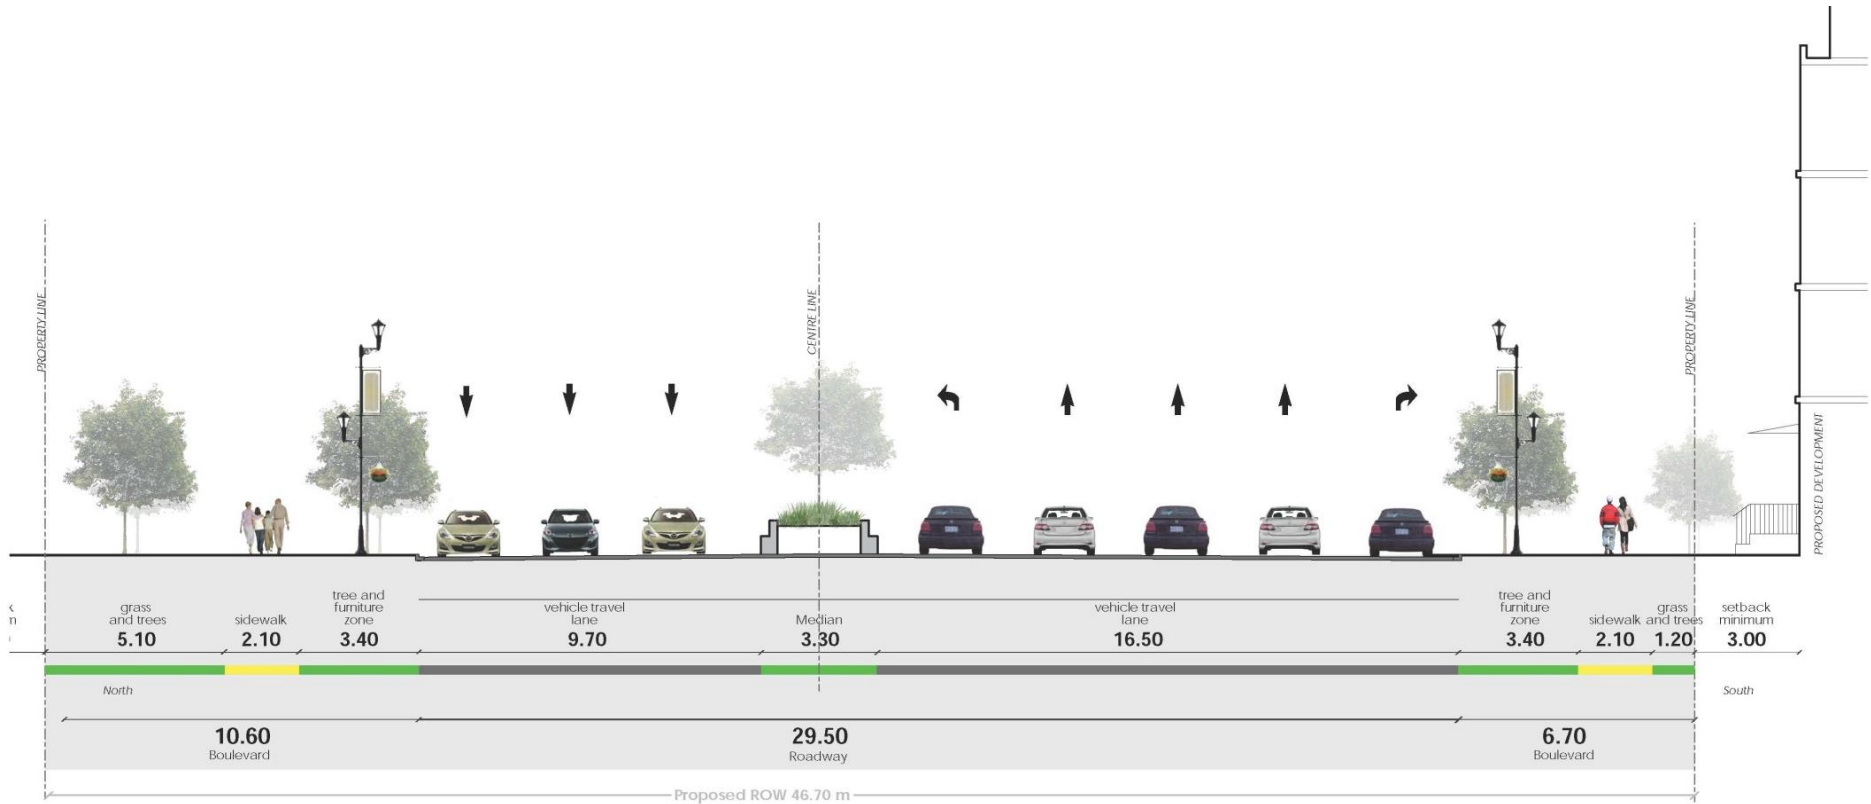 PROPERTY LINE
CENTRE LINE
PROPERTY LINE
PROPOSED DEVELOPMENT
grass
and trees
5.10
sidewalk
2.10
tree and
furniture
zone
3.40
vehicle travel
lane
9.70
Median
3.30
vehicle travel
lane
16.50
tree and
furniture
zone
3.40
sidewalk
2.10
grass
and trees
1.20
setback
minimum
3.00
North
South
10.60
Boulevard
29.50
Roadway
6.70
Boulevard
Proposed ROW 46.70 m